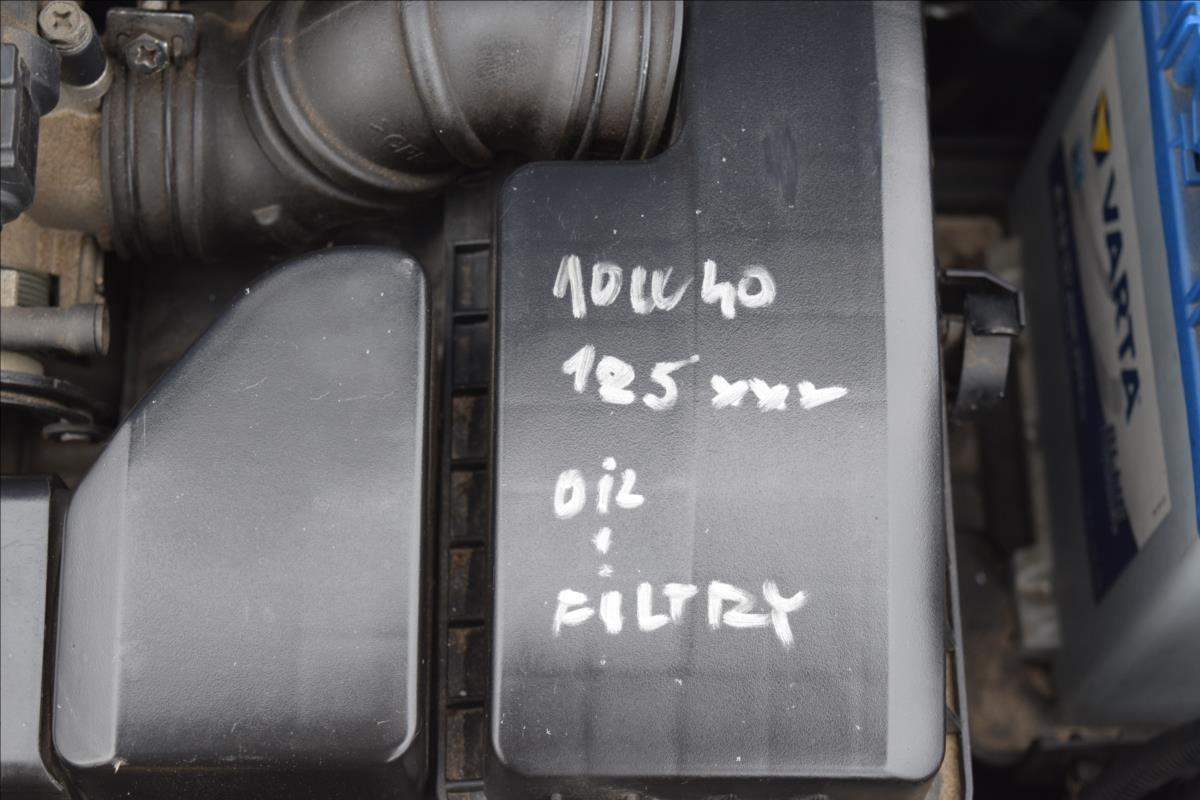 10W40
125 xxx
OiL
i
FiLTRY
VARTA